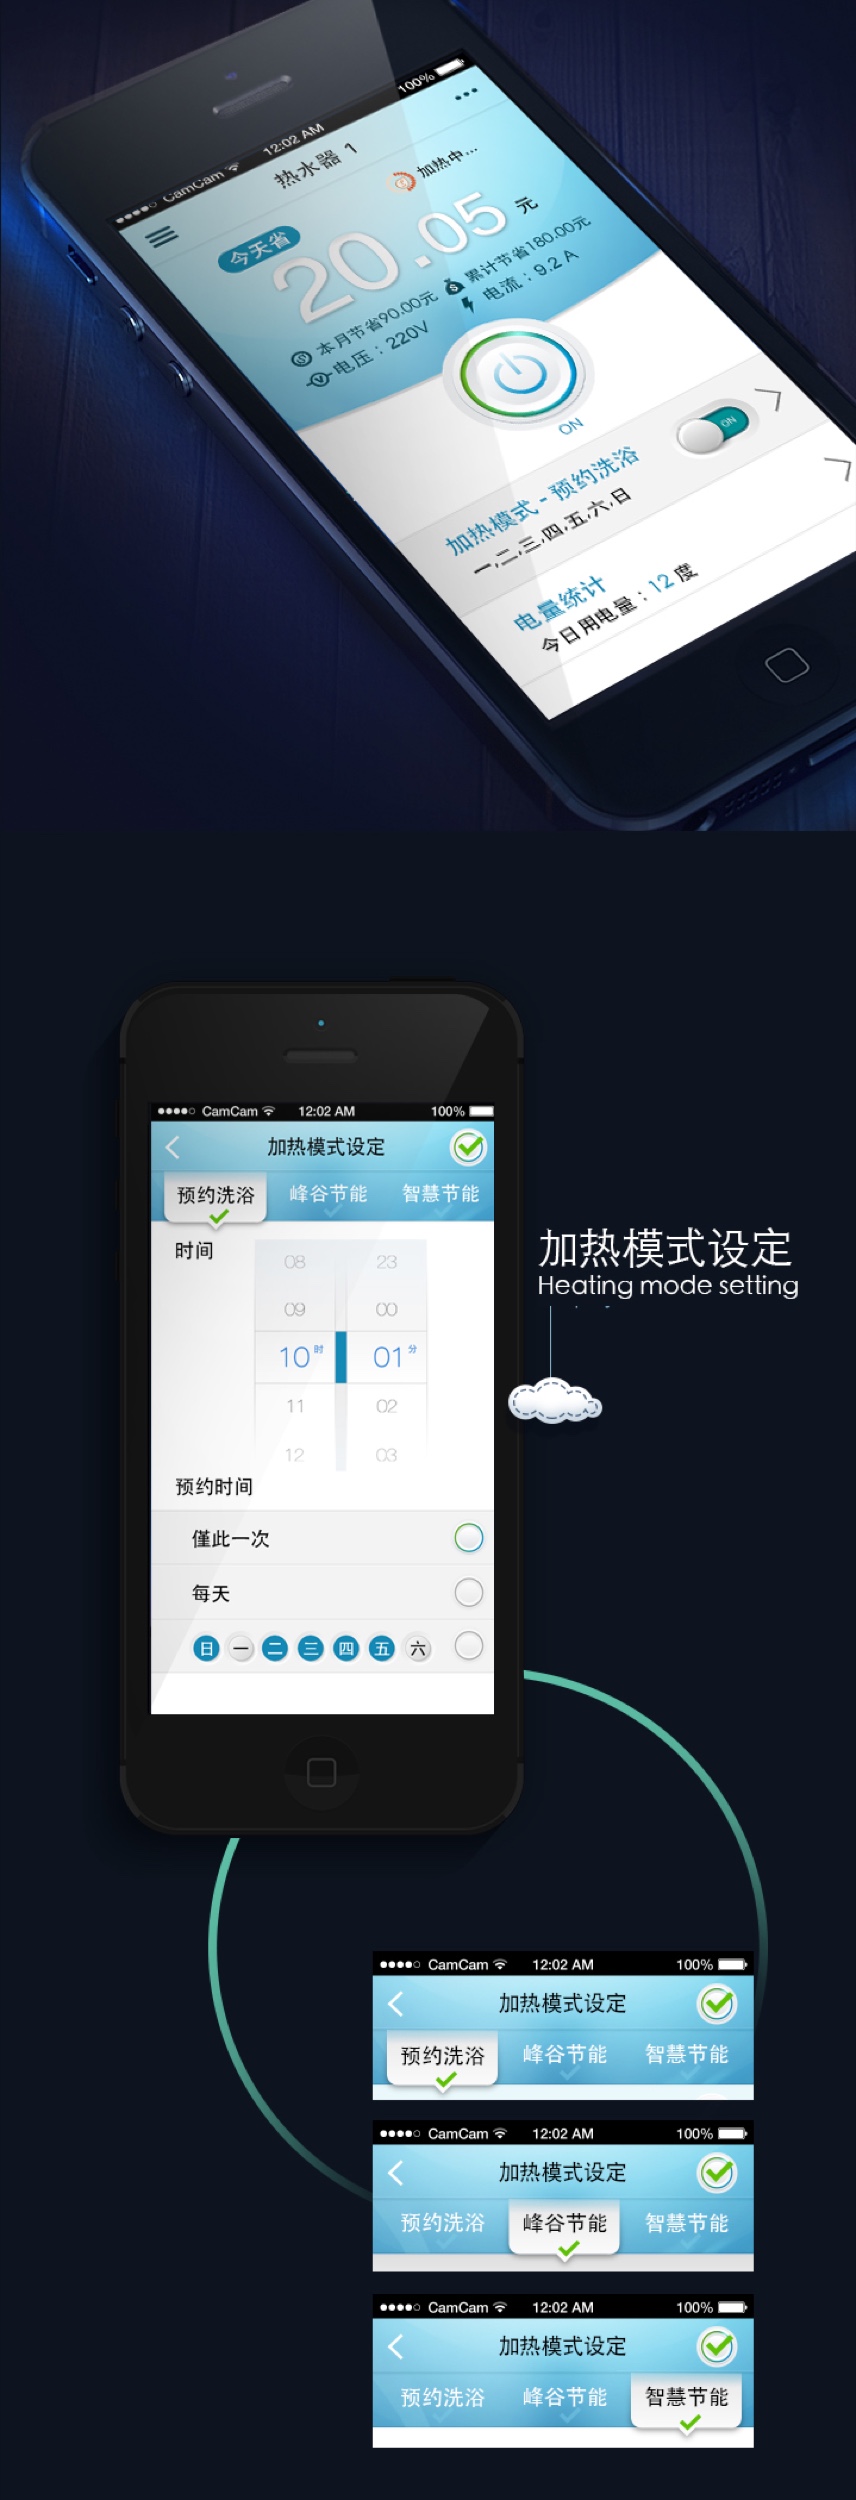 CamCam 12:02 AM 100%
热水器 1
加热中...
今天省
20.05 元
本月节省90.00元 累计节省180.00元
电压：220V 电流：9.2 A
ON
ON
加热模式 - 预约洗浴
一,二,三,四,五,六,日
电量统计
今日用电量：12 度
CamCam 12:02 AM 100%
加热模式设定
预约洗浴 峰谷节能 智慧节能
时间
08 23
09 00
10时 01分
11 02
12 03
预约时间
僅此一次
每天
日 一 二 三 四 五 六
加热模式设定
Heating mode setting
CamCam 12:02 AM 100%
加热模式设定
预约洗浴 峰谷节能 智慧节能
CamCam 12:02 AM 100%
加热模式设定
预约洗浴 峰谷节能 智慧节能
CamCam 12:02 AM 100%
加热模式设定
预约洗浴 峰谷节能 智慧节能